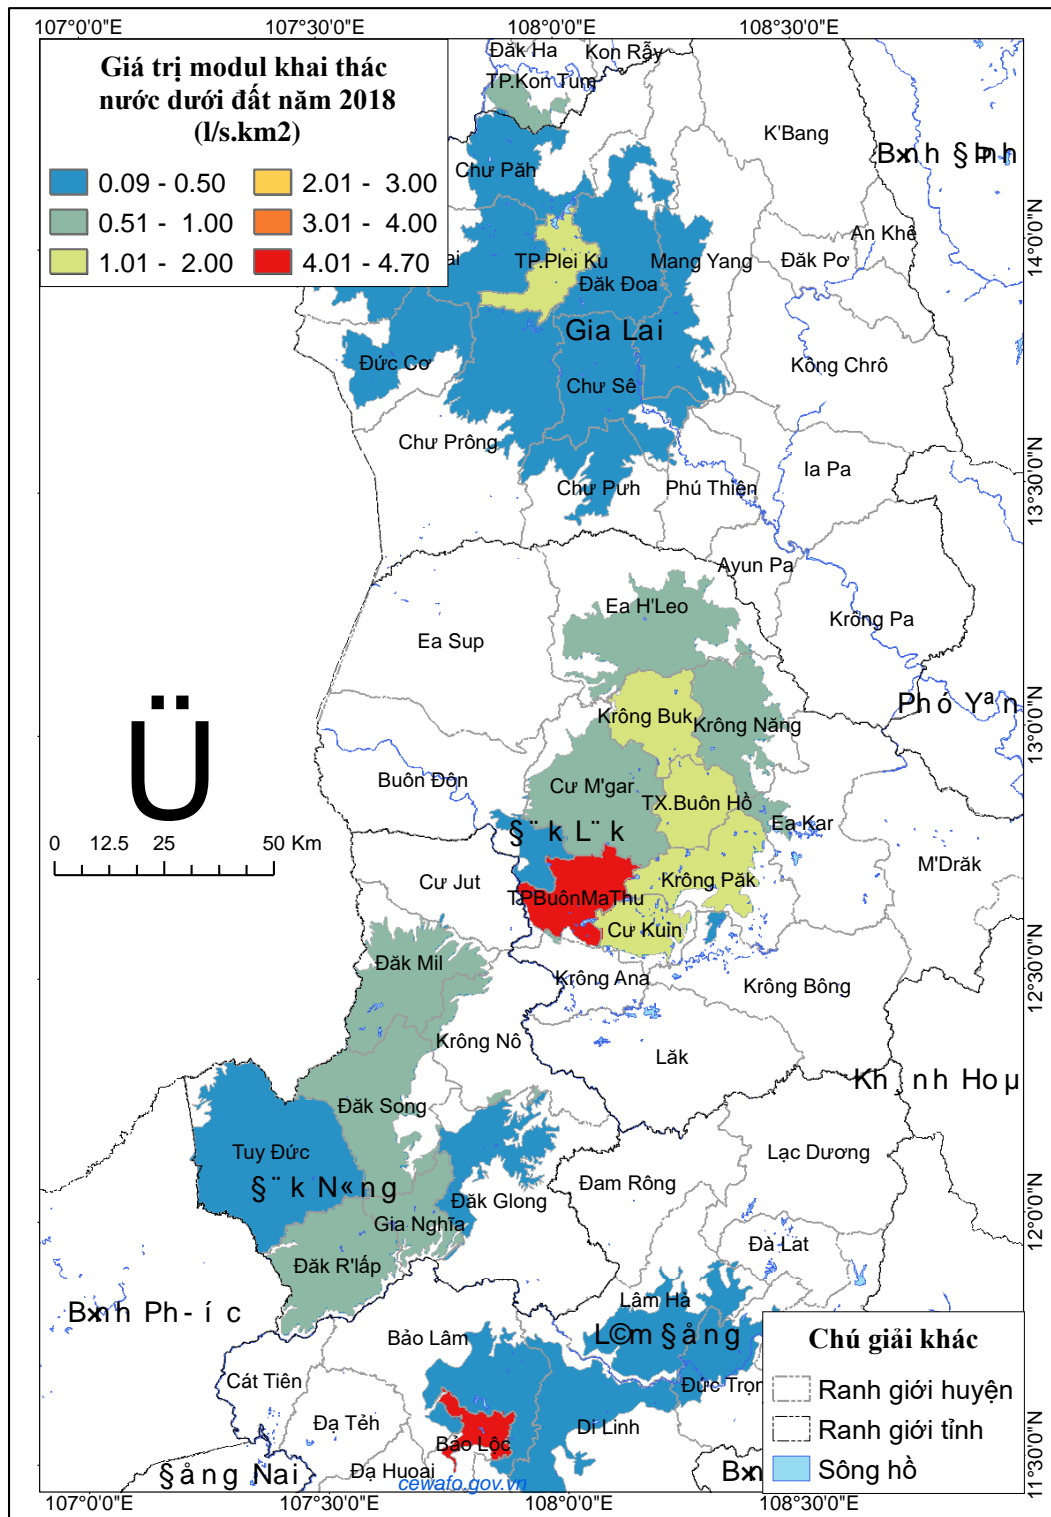 107°0'0"E 107°30'0"E 108°0'0"E 108°30'0"E
Giá trị modul khai thác
nước dưới đất năm 2018
(l/s.km2)
0.09 - 0.50
2.01 - 3.00
0.51 - 1.00
3.01 - 4.00
1.01 - 2.00
4.01 - 4.70
Đăk Ha
Kon Rẫy
TP.Kon Tum
K'Bang
Chư Păh
An Khê
TP.Plei Ku
Mang Yang
Đăk Pơ
ai
Đăk Đoa
Gia Lai
Đức Cơ
Kông Chrô
Chư Sê
Chư Prông
Ia Pa
Chư Pưh
Phú Thiện
Ayun Pa
Ea H'Leo
Krông Pa
Ea Sup
Phó Yªn
Krông Buk
Krông Năng
Ü
Buôn Đôn
Cư M'gar
TX.Buôn Hồ
Ea Kar
§¨k L¨k
0 12.5 25 50 Km
M'Drăk
Cư Jut
Krông Păk
TPBuônMaThu
Cư Kuin
Đăk Mil
Krông Ana
Krông Bông
Krông Nô
Lăk
Đăk Song
Tuy Đức
Lạc Dương
§¨k N«ng
Đăk Glong
Đam Rông
Gia Nghĩa
Đà Lat
Đăk R'lấp
Lâm Hà
L©m §ång
Bảo Lâm
Chú giải khác
Cát Tiên
Đức Trọn
Ranh giới huyện
Đạ Tẻh
Di Linh
Ranh giới tỉnh
Bảo Lộc
§ång Nai
Đạ Huoai
Sông hồ
cewafo.gov.vn
107°0'0"E 107°30'0"E 108°0'0"E 108°30'0"E
14°0'0"N
13°30'0"N
13°0'0"N
12°30'0"N
12°0'0"N
11°30'0"N